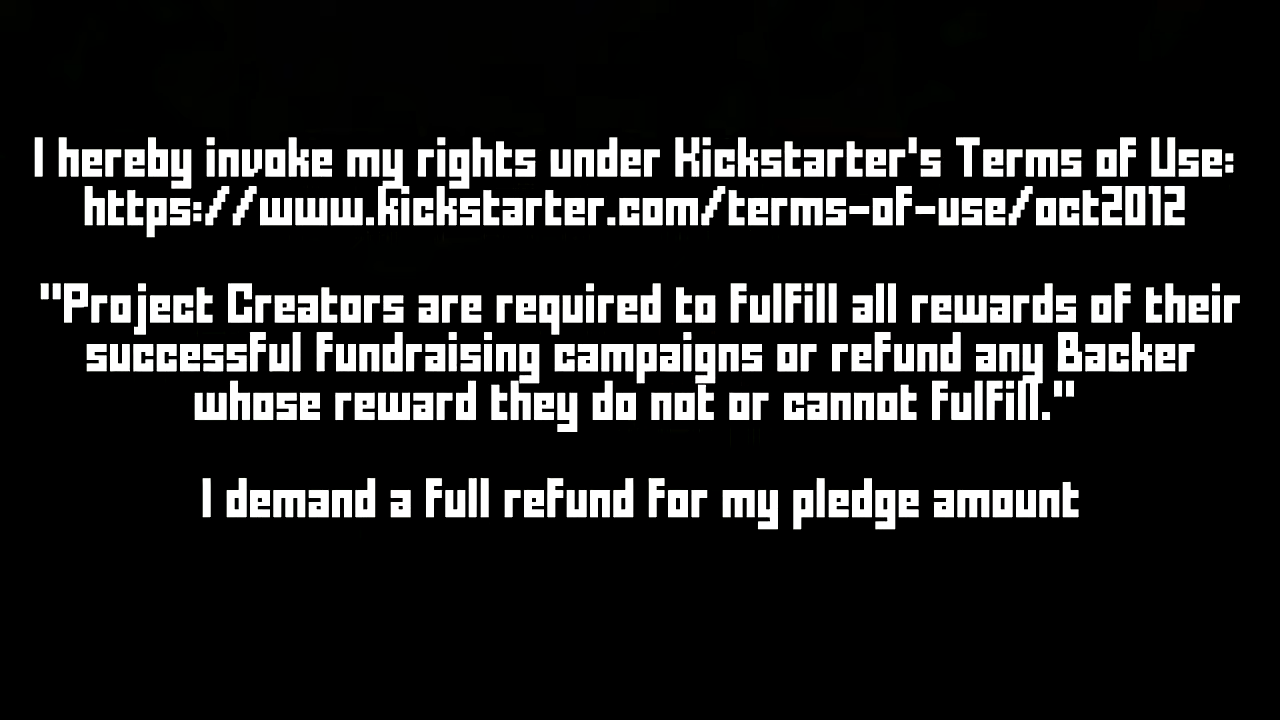 I hereby invoke my rights under Kickstarter's Terms of Use:
https://www.kickstarter.com/terms-of-use/oct2012
"Project Creators are required to fulfill all rewards of their
successful fundraising campaigns or refund any Backer
whose reward they do not or cannot fulfill."
I demand a full refund for my pledge amount